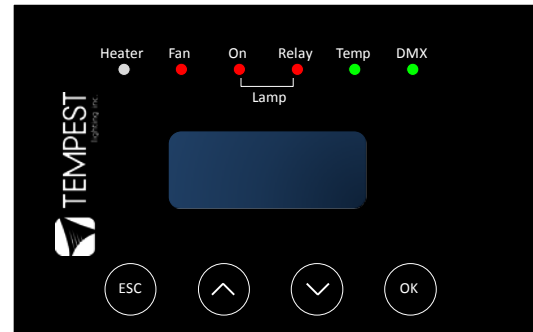 Heater Fan On Relay Temp DMX
Lamp
TEMPEST
lighting inc.
ESC OK